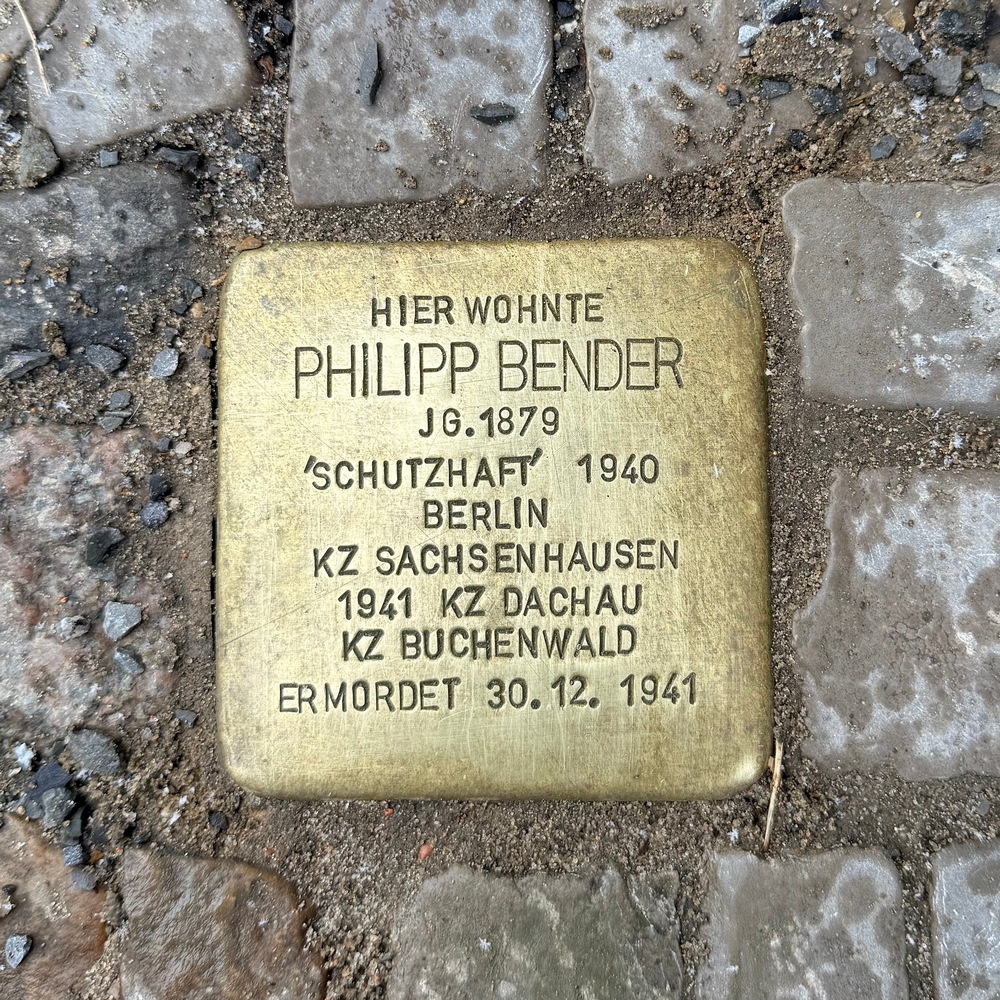 HIER WOHNTE
PHILIPP BENDER
JG.1879
'SCHUTZHAFT' 1940
BERLIN
KZ SACHSENHAUSEN
1941 KZ DACHAU
KZ BUCHENWALD
ERMORDET 30.12.1941